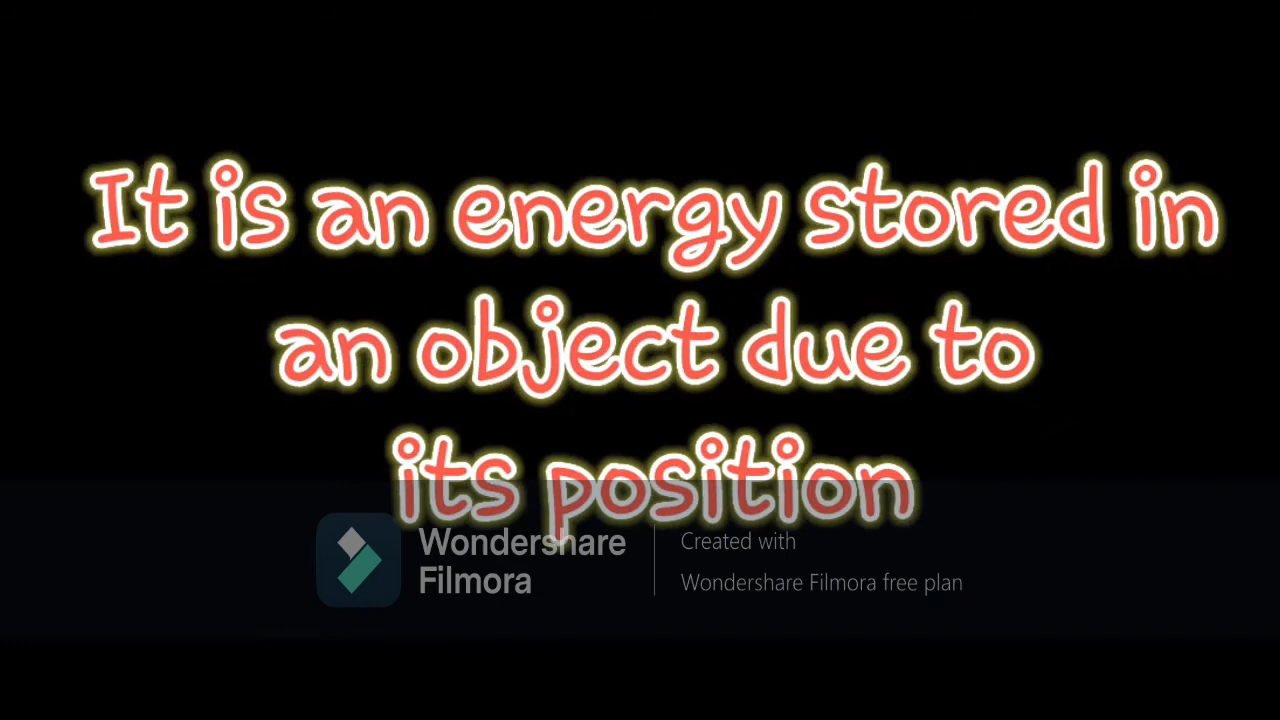 It is an energy stored in
an object due to
its position
Wondershare
Filmora
Created with
Wondershare Filmora free plan